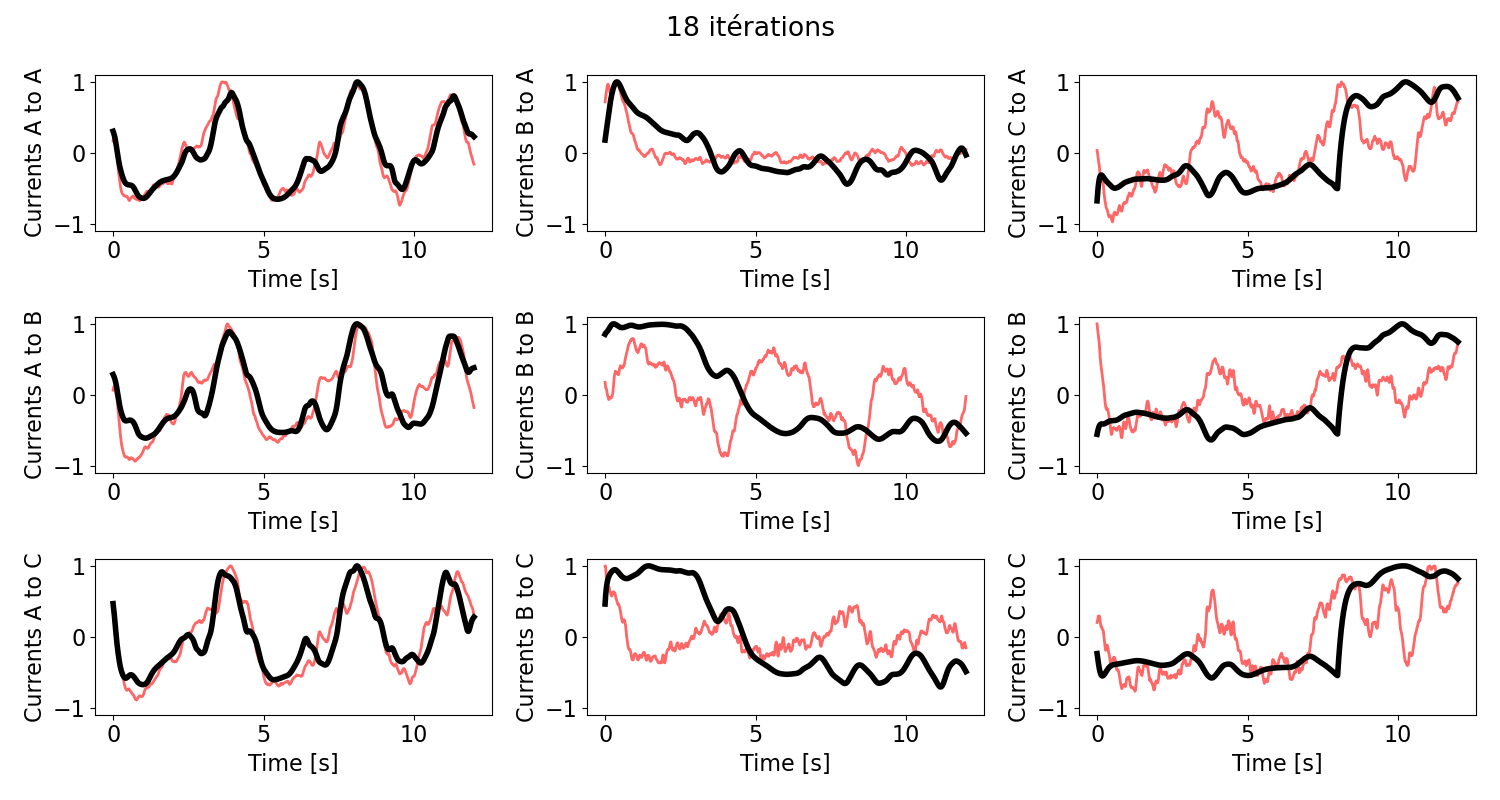 18 itérations
Currents A to A
1
0
−1
0
5
10
Time [s]
Currents B to A
1
0
−1
0
5
10
Time [s]
Currents C to A
1
0
−1
0
5
10
Time [s]
Currents A to B
1
0
−1
0
5
10
Time [s]
Currents B to B
1
0
−1
0
5
10
Time [s]
Currents C to B
1
0
−1
0
5
10
Time [s]
Currents A to C
1
0
−1
0
5
10
Time [s]
Currents B to C
1
0
−1
0
5
10
Time [s]
Currents C to C
1
0
−1
0
5
10
Time [s]